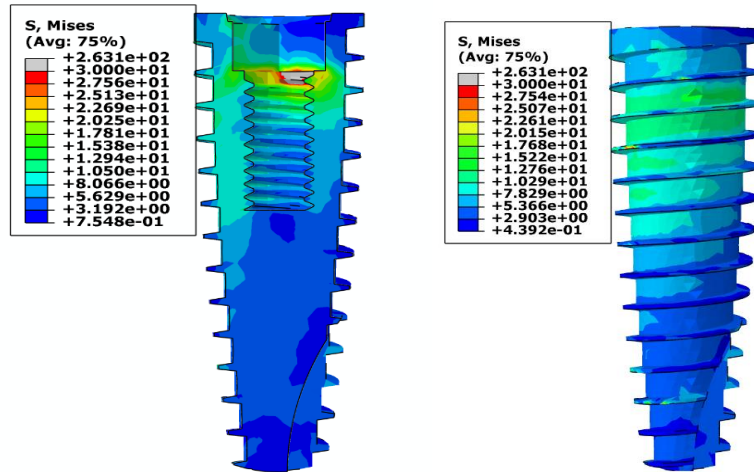 S, Mises
(Avg: 75%)
+2.631e+02
+3.000e+01
+2.756e+01
+2.513e+01
+2.269e+01
+2.025e+01
+1.781e+01
+1.538e+01
+1.294e+01
+1.050e+01
+8.066e+00
+5.629e+00
+3.192e+00
+7.548e-01
S, Mises
(Avg: 75%)
+2.631e+02
+3.000e+01
+2.754e+01
+2.507e+01
+2.261e+01
+2.015e+01
+1.768e+01
+1.522e+01
+1.276e+01
+1.029e+01
+7.829e+00
+5.366e+00
+2.903e+00
+4.392e-01